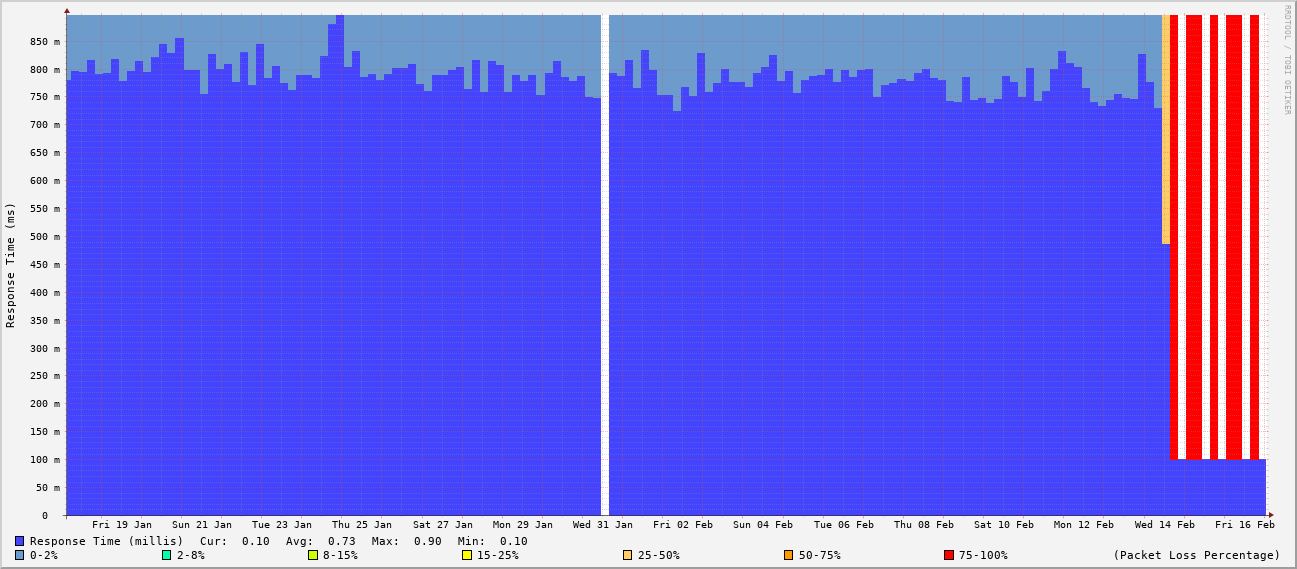 RRDTOOL / TOBI OETIKER
Response Time (ms)
850 m
800 m
750 m
700 m
650 m
600 m
550 m
500 m
450 m
400 m
350 m
300 m
250 m
200 m
150 m
100 m
50 m
0
Fri 19 Jan Sun 21 Jan Tue 23 Jan Thu 25 Jan Sat 27 Jan Mon 29 Jan Wed 31 Jan Fri 02 Feb Sun 04 Feb Tue 06 Feb Thu 08 Feb Sat 10 Feb Mon 12 Feb Wed 14 Feb Fri 16 Feb
Response Time (millis) Cur: 0.10 Avg: 0.73 Max: 0.90 Min: 0.10
0-2% 2-8% 8-15% 15-25% 25-50% 50-75% 75-100% (Packet Loss Percentage)